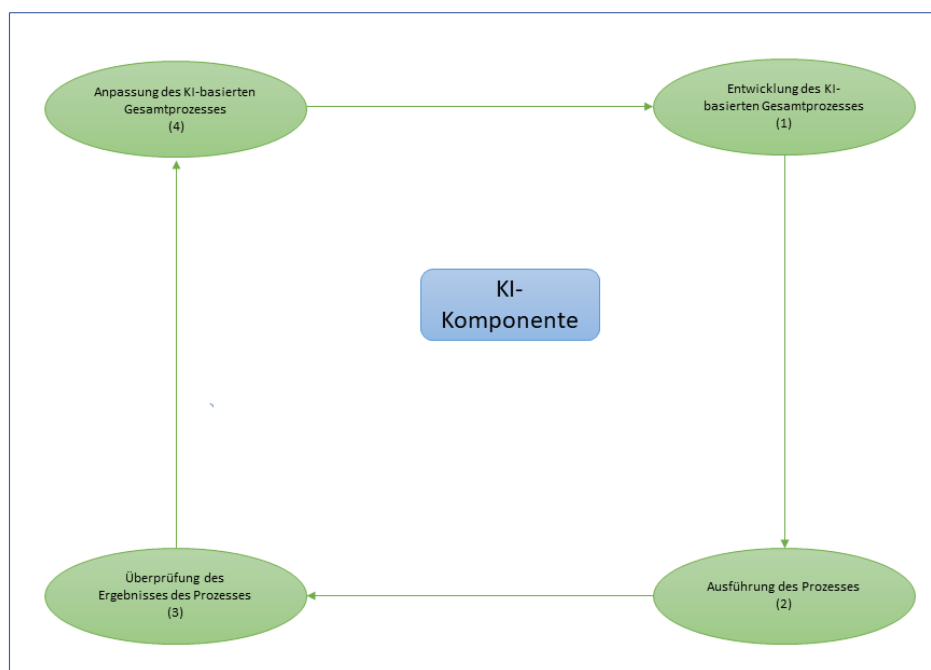 Anpassung des KI-basierten
Gesamtprozesses
(4)
Entwicklung des KI-
basierten Gesamtprozesses
(1)
KI-
Komponente
Überprüfung des
Ergebnisses des Prozesses
(3)
Ausführung des Prozesses
(2)